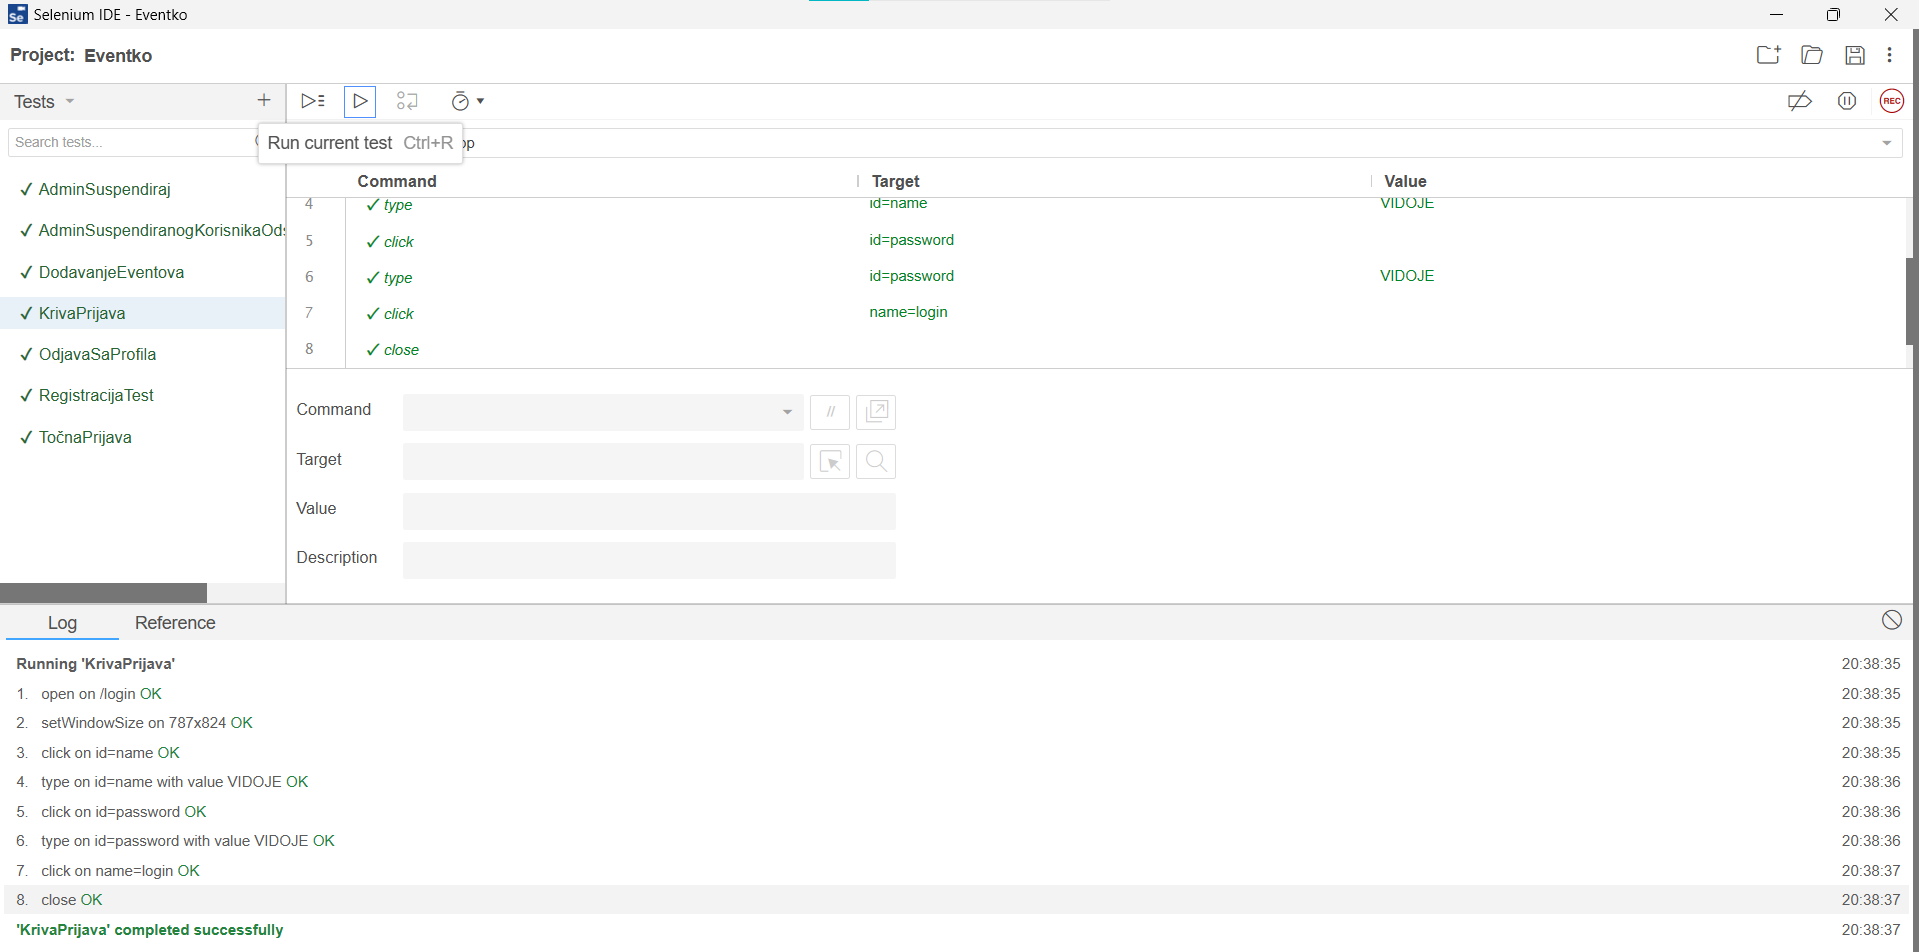 Selenium IDE - Eventko
Project: Eventko
Tests
Search tests...
Run current test Ctrl+R
Command Target Value
AdminSuspendiraj
DodavanjeEventova
KrivaPrijava
OdjavaSaProfila
RegistracijaTest
TočnaPrijava
4 type id=name VIDOJE
5 click id=password
6 type id=password VIDOJE
7 click name=login
8 close
Command //
Target
Value
Description
REC
Log Reference
Running 'KrivaPrijava' 20:38:35
1. open on /login OK 20:38:35
2. setWindowSize on 787x824 OK 20:38:35
3. click on id=name OK 20:38:35
4. type on id=name with value VIDOJE OK 20:38:36
5. click on id=password OK 20:38:36
6. type on id=password with value VIDOJE OK 20:38:36
7. click on name=login OK 20:38:37
8. close OK 20:38:37
'KrivaPrijava' completed successfully 20:38:37